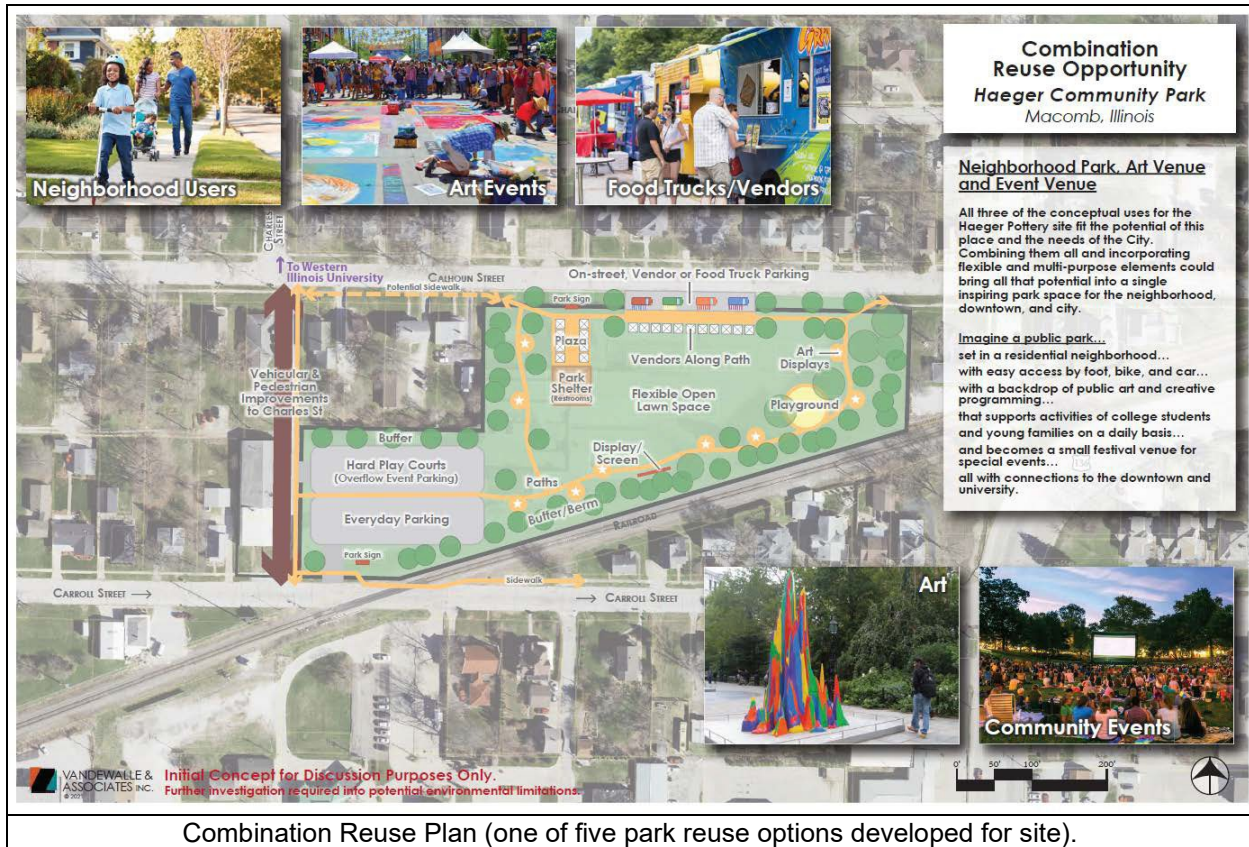 Neighborhood Users
Art Events
Food Trucks/Vendors
Combination
Reuse Opportunity
Haeger Community Park
Macomb, Illinois
Neighborhood Park, Art Venue
and Event Venue
All three of the conceptual uses for the
Haeger Pottery site fit the potential of this
place and the needs of the City.
Combining them all and incorporating
flexible and multi-purpose elements could
bring all that potential into a single
inspiring park space for the neighborhood,
downtown, and city.
Imagine a public park...
set in a residential neighborhood...
with easy access by foot, bike, and car...
with a backdrop of public art and creative
programming...
that supports activities of college students
and young families on a daily basis...
and becomes a small festival venue for
special events...
all with connections to the downtown and
university.
CHARLES
STREET
To Western
Illinois University
CALHOUN STREET
Potential Sidewalk
On-street, Vendor or Food Truck Parking
Park Sign
Plaza
Vendors Along Path
Art
Displays
Park
Shelter
(Restrooms)
Flexible Open
Lawn Space
Playground
Vehicular &
Pedestrian
Improvements
to Charles St
Buffer
Hard Play Courts
(Overflow Event Parking)
Display/
Screen
Paths
Buffer/Berm
Everyday Parking
RAILROAD
Park Sign
Sidewalk
CARROLL STREET
CARROLL STREET
Art
Community Events
VANDEWALLE &
ASSOCIATES INC.
Initial Concept for Discussion Purposes Only.
Further investigation required into potential environmental limitations.
0' 50' 100' 200'
Combination Reuse Plan (one of five park reuse options developed for site).